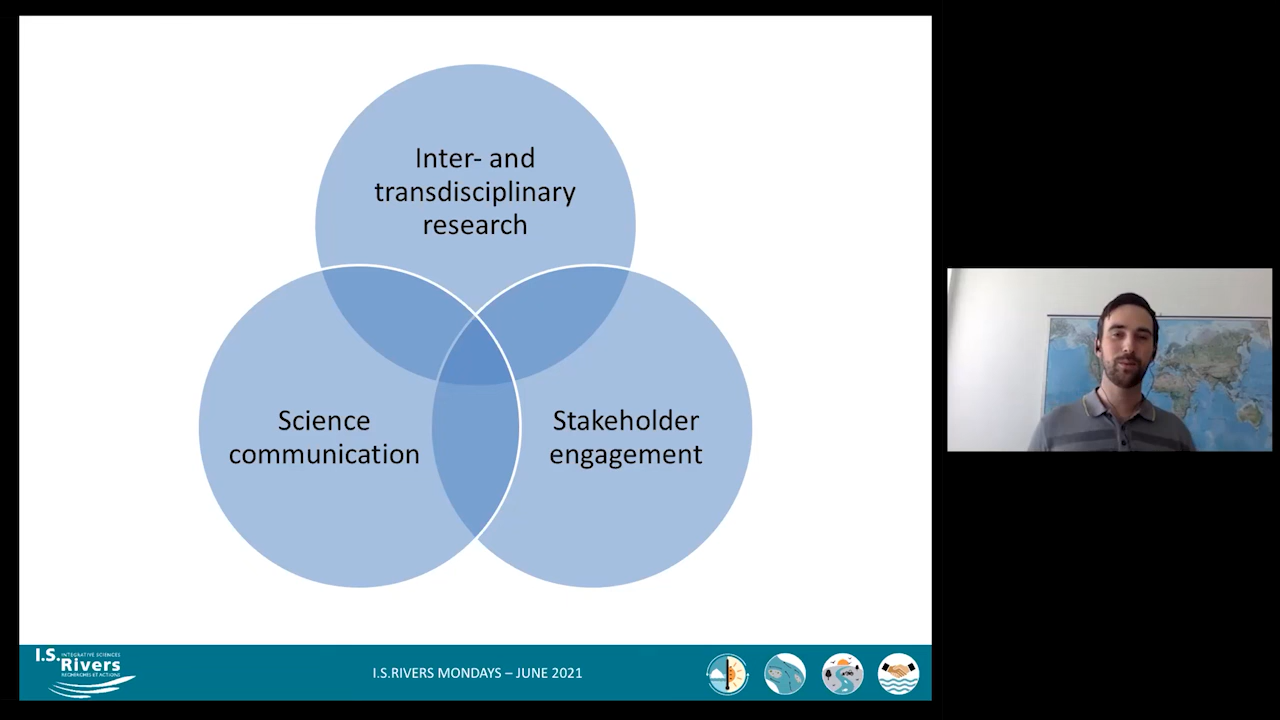 Inter- and
transdisciplinary
research
Science
communication
Stakeholder
engagement
I.S.
INTEGRATIVE SCIENCES
Rivers
RECHERCHES ET ACTIONS
I.S.RIVERS MONDAYS – JUNE 2021